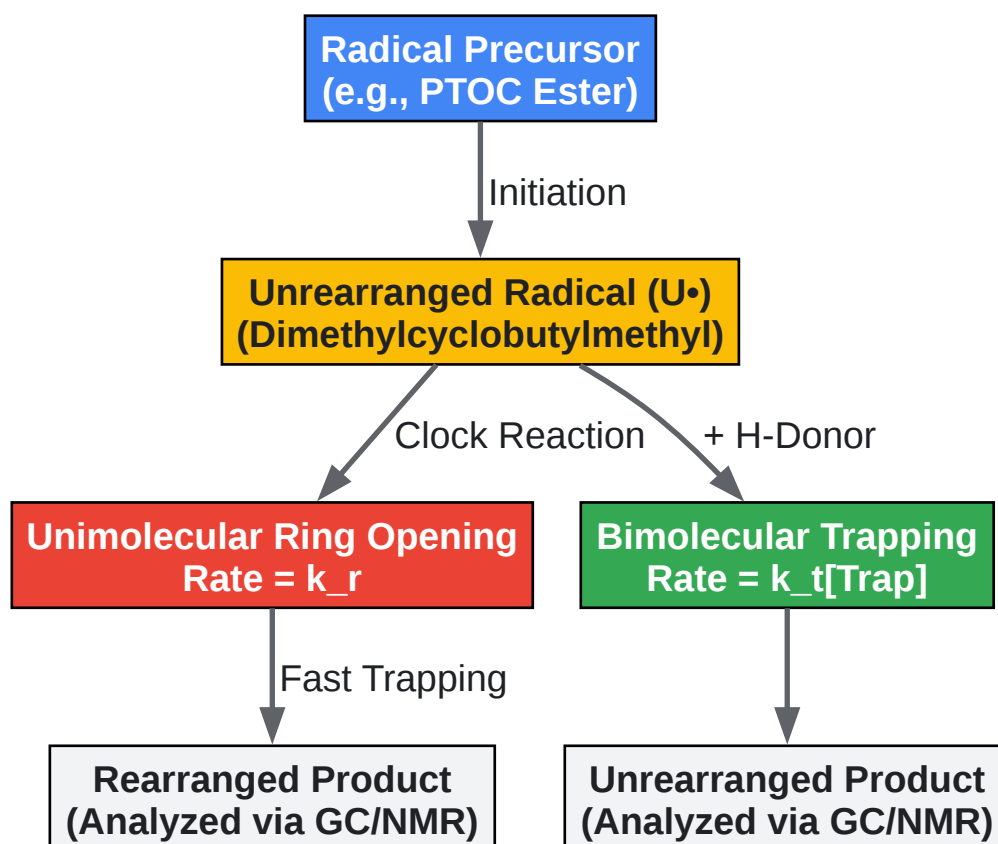 Radical Precursor
(e.g., PTOC Ester)
Initiation
Unrearranged Radical (U•)
(Dimethylcyclobutylmethyl)
Clock Reaction
+ H-Donor
Unimolecular Ring Opening
Rate = k_r
Bimolecular Trapping
Rate = k_t[Trap]
Fast Trapping
Rearranged Product
(Analyzed via GC/NMR)
Unrearranged Product
(Analyzed via GC/NMR)